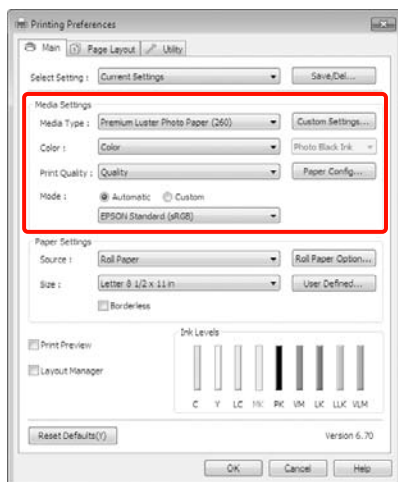 Printing Preferences
Main Page Layout Utility
Select Setting : Current Settings Save/Del...
Media Settings
Media Type : Premium Luster Photo Paper (260) Custom Settings...
Color : Color Photo Black Ink
Print Quality : Quality Paper Config...
Mode : Automatic Custom
EPSON Standard (sRGB)
Paper Settings
Source : Roll Paper Roll Paper Option...
Size : Letter 8 1/2 x 11 in User Defined...
Borderless
Ink Levels
Print Preview
Layout Manager
C Y LC MK PK VM LK LLK VLM
Reset Defaults(Y) Version 6.70
OK Cancel Help